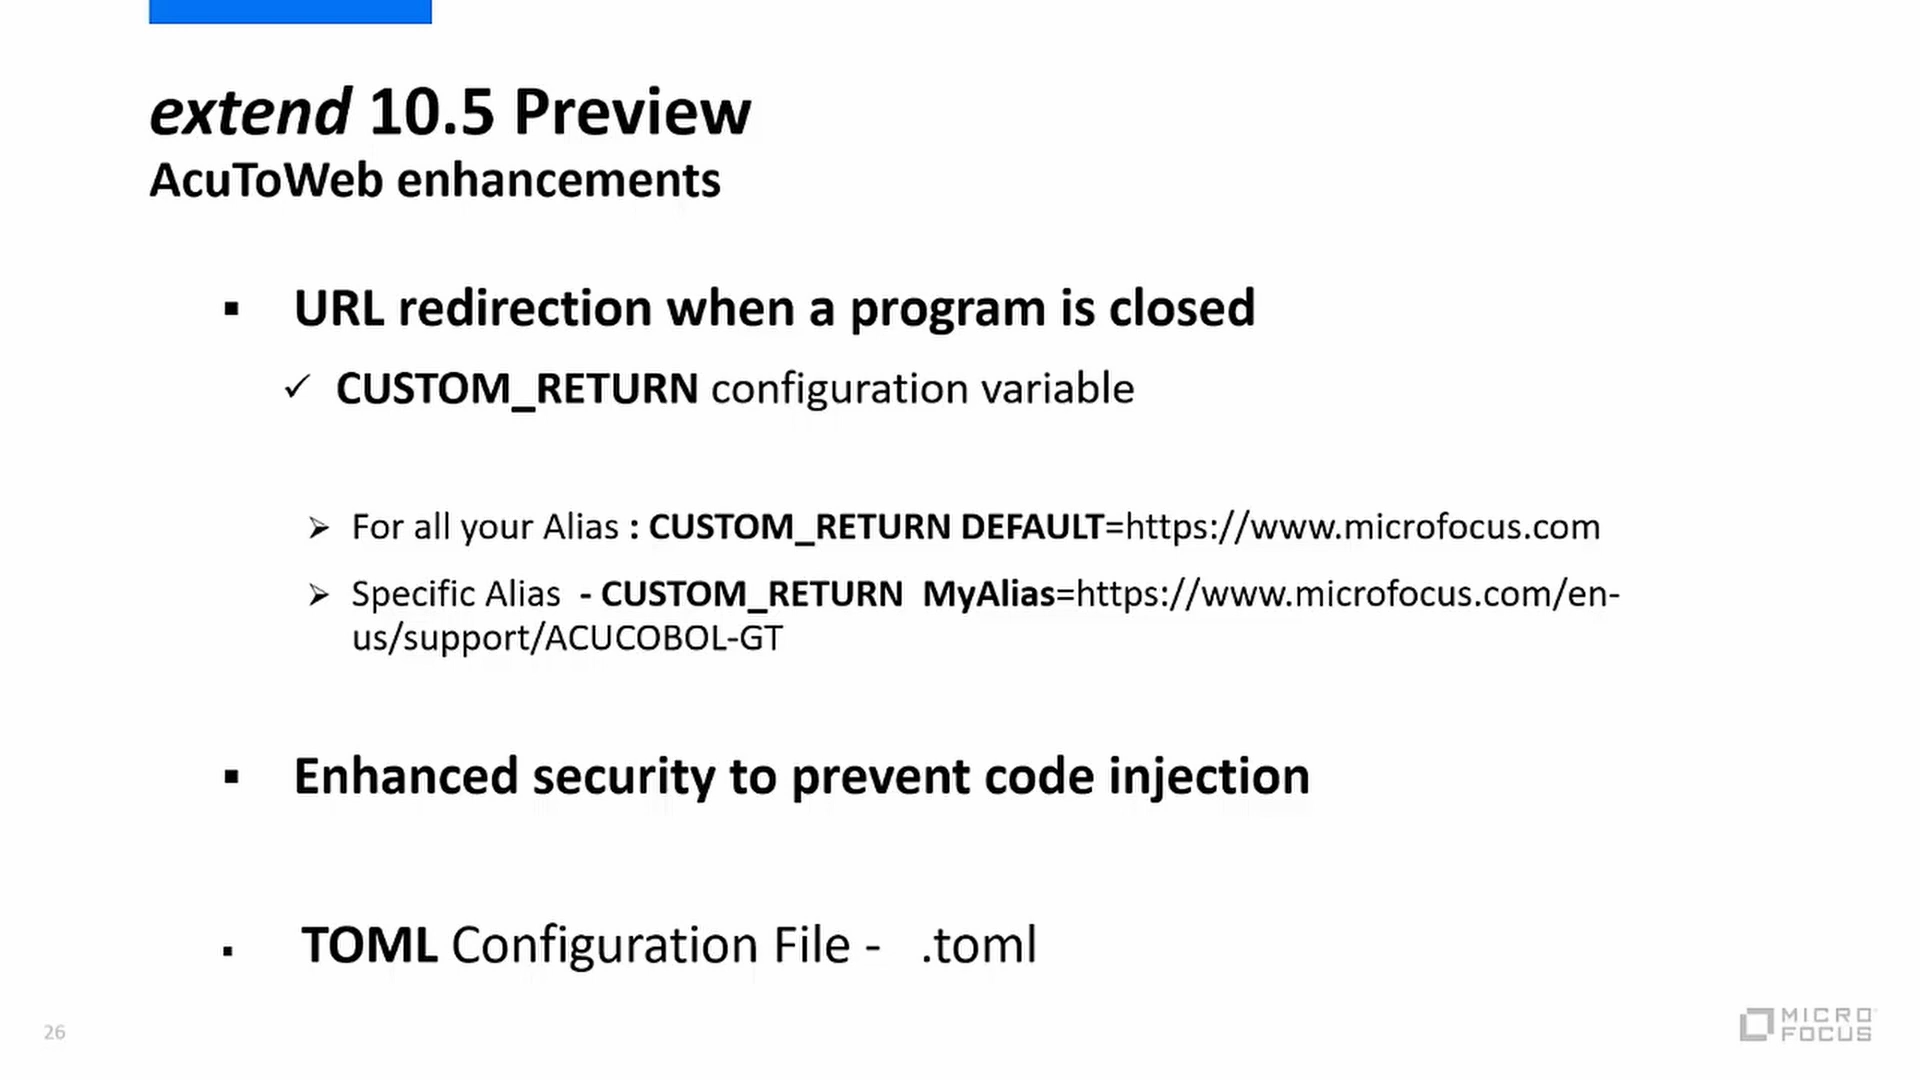 extend 10.5 Preview
AcuToWeb enhancements
▪ URL redirection when a program is closed
✓ CUSTOM_RETURN configuration variable
➢ For all your Alias : CUSTOM_RETURN DEFAULT=https://www.microfocus.com
➢ Specific Alias - CUSTOM_RETURN MyAlias=https://www.microfocus.com/en-
us/support/ACUCOBOL-GT
▪ Enhanced security to prevent code injection
▪ TOML Configuration File - .toml
26
MICRO
FOCUS